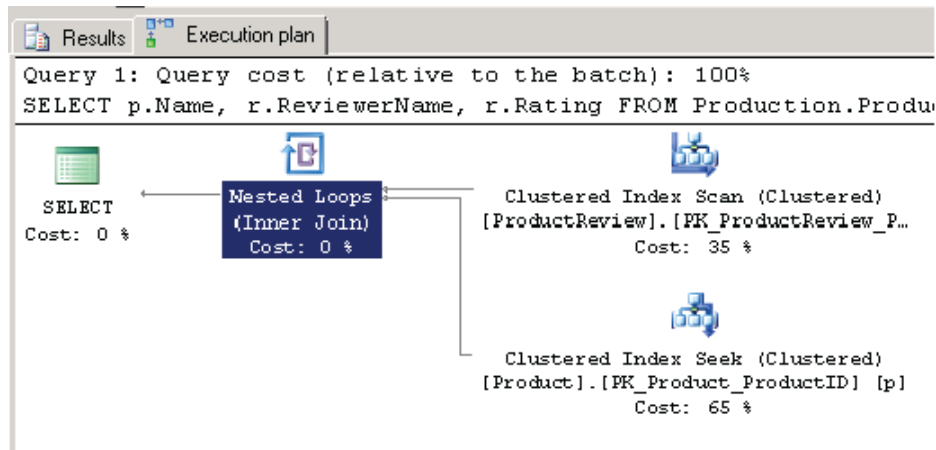 Results Execution plan
Query 1: Query cost (relative to the batch): 100%
SELECT p.Name, r.ReviewerName, r.Rating FROM Production.Produ
SELECT
Cost: 0 %
Nested Loops
(Inner Join)
Cost: 0 %
Clustered Index Scan (Clustered)
[ProductReview].[PK_ProductReview_P…
Cost: 35 %
Clustered Index Seek (Clustered)
[Product].[PK_Product_ProductID] [p]
Cost: 65 %